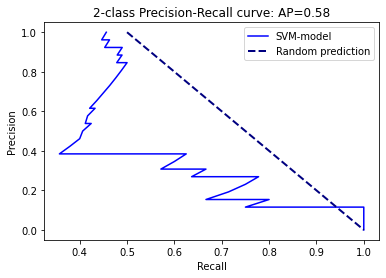 2-class Precision-Recall curve: AP=0.58
SVM-model
Random prediction
Precision
1.0
0.8
0.6
0.4
0.2
0.0
0.4 0.5 0.6 0.7 0.8 0.9 1.0
Recall